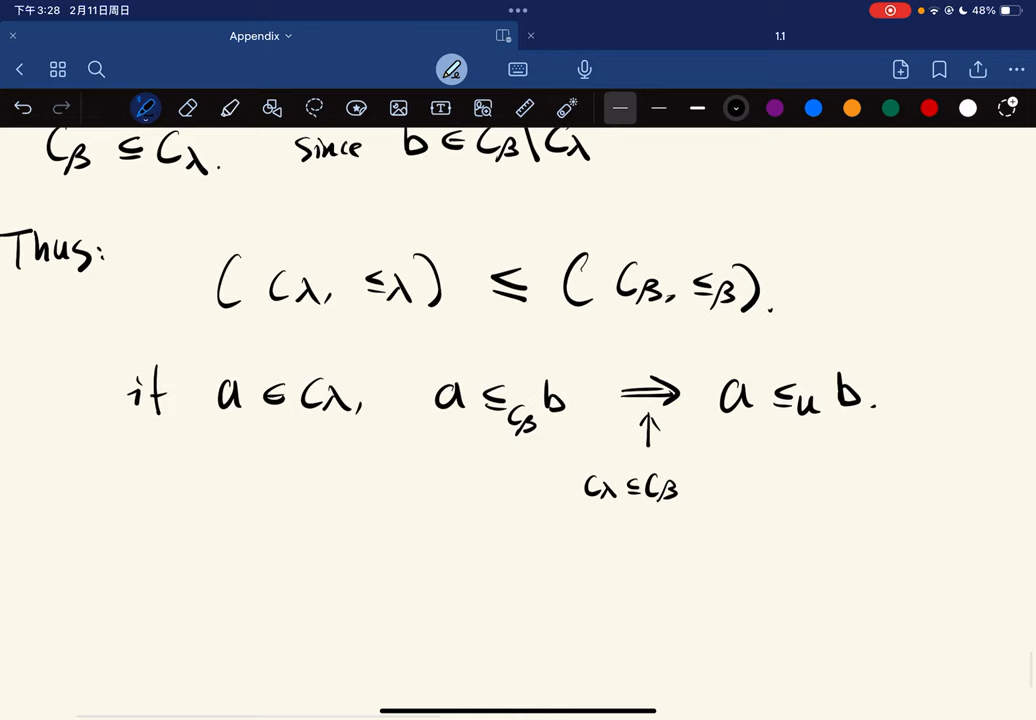 下午3:28 2月11日周日
48%
Appendix
1.1
Cβ ⊆ Cλ. since b ∈ Cβ\Cλ
Thus:
(Cλ, ≤λ) ≤ (Cβ, ≤β).
if a ∈ Cλ, a ≤Cβ b ⟹ a ≤u b.
↑
Cλ ⊆ Cβ